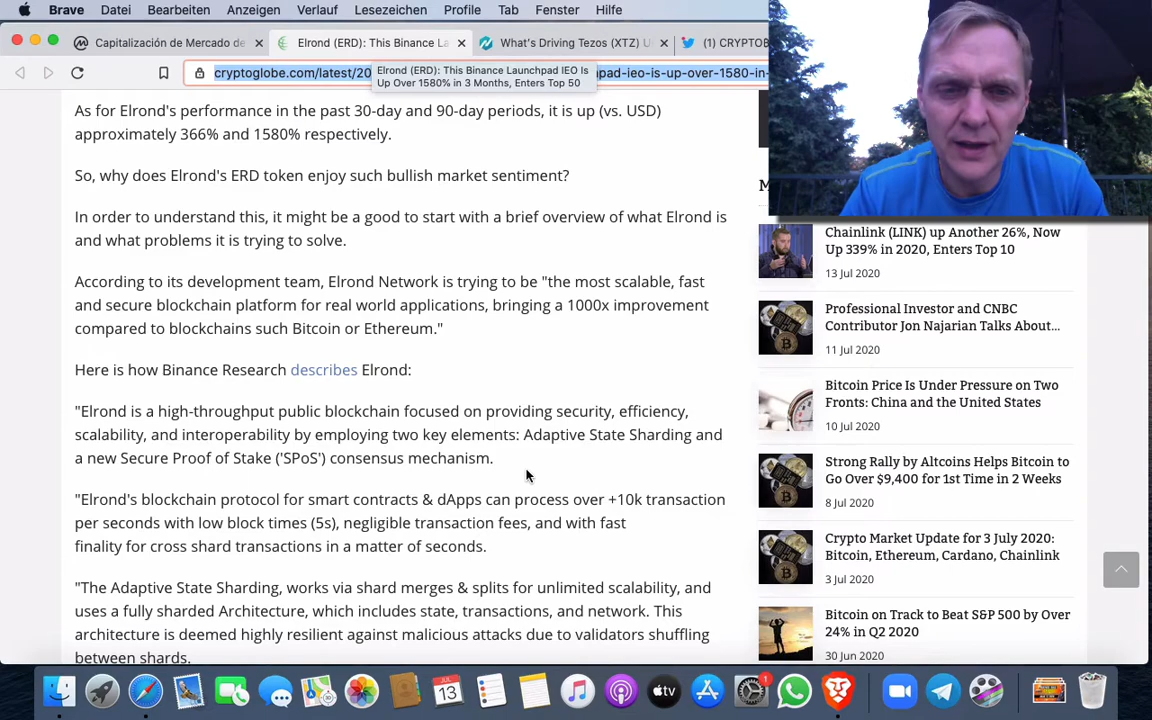 Brave Datei Bearbeiten Anzeigen Verlauf Lesezeichen Profile Tab Fenster Hilfe
Capitalización de Mercado de
Elrond (ERD): This Binance La
What's Driving Tezos (XTZ) U
(1) CRYPTOB
cryptoglobe.com/latest/20
pad-ieo-is-up-over-1580-in-
Elrond (ERD): This Binance Launchpad IEO Is
Up Over 1580% in 3 Months, Enters Top 50
As for Elrond's performance in the past 30-day and 90-day periods, it is up (vs. USD)
approximately 366% and 1580% respectively.
So, why does Elrond's ERD token enjoy such bullish market sentiment?
In order to understand this, it might be a good to start with a brief overview of what Elrond is
and what problems it is trying to solve.
According to its development team, Elrond Network is trying to be "the most scalable, fast
and secure blockchain platform for real world applications, bringing a 1000x improvement
compared to blockchains such Bitcoin or Ethereum."
Here is how Binance Research describes Elrond:
"Elrond is a high-throughput public blockchain focused on providing security, efficiency,
scalability, and interoperability by employing two key elements: Adaptive State Sharding and
a new Secure Proof of Stake ('SPoS') consensus mechanism.
"Elrond's blockchain protocol for smart contracts & dApps can process over +10k transaction
per seconds with low block times (5s), negligible transaction fees, and with fast
finality for cross shard transactions in a matter of seconds.
"The Adaptive State Sharding, works via shard merges & splits for unlimited scalability, and
uses a fully sharded Architecture, which includes state, transactions, and network. This
architecture is deemed highly resilient against malicious attacks due to validators shuffling
between shards.
M
Chainlink (LINK) up Another 26%, Now
Up 339% in 2020, Enters Top 10
13 Jul 2020
Professional Investor and CNBC
Contributor Jon Najarian Talks About...
11 Jul 2020
Bitcoin Price Is Under Pressure on Two
Fronts: China and the United States
10 Jul 2020
Strong Rally by Altcoins Helps Bitcoin to
Go Over $9,400 for 1st Time in 2 Weeks
8 Jul 2020
Crypto Market Update for 3 July 2020:
Bitcoin, Ethereum, Cardano, Chainlink
3 Jul 2020
Bitcoin on Track to Beat S&P 500 by Over
24% in Q2 2020
30 Jun 2020
JUL
13
tv
1